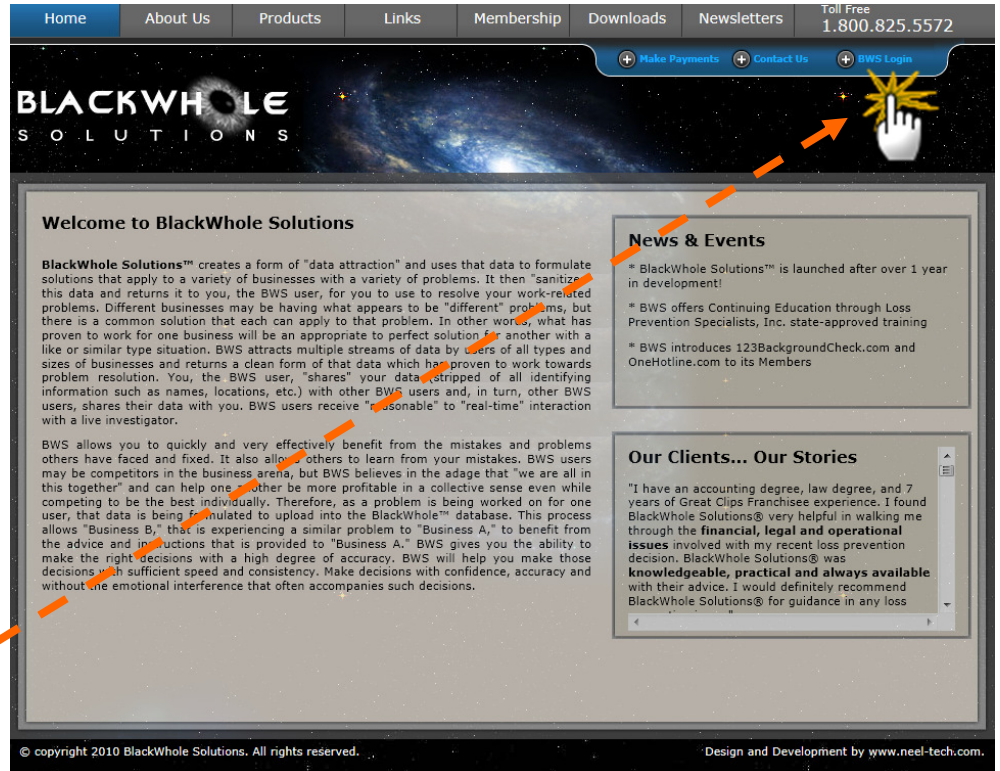 Home About Us Products Links Membership Downloads Newsletters Toll Free
1.800.825.5572
Make Payments Contact Us BWS Login
BLACKWHOLE
SOLUTIONS
Welcome to BlackWhole Solutions
BlackWhole Solutions™ creates a form of "data attraction" and uses that data to formulate
solutions that apply to a variety of businesses with a variety of problems. It then "sanitizes"
this data and returns it to you, the BWS user, for you to use to resolve your work-related
problems. Different businesses may be having what appears to be "different" problems, but
there is a common solution that each can apply to that problem. In other words, what has
proven to work for one business will be an appropriate to perfect solution for another with a
like or similar type situation. BWS attracts multiple streams of data by users of all types and
sizes of businesses and returns a clean form of that data which has proven to work towards
problem resolution. You, the BWS user, "shares" your data (stripped of all identifying
information such as names, locations, etc.) with other BWS users and, in turn, other BWS
users, shares their data with you. BWS users receive "reasonable" to "real-time" interaction
with a live investigator.
BWS allows you to quickly and very effectively benefit from the mistakes and problems
others have faced and fixed. It also allows others to learn from your mistakes. BWS users
may be competitors in the business arena, but BWS believes in the adage that "we are all in
this together" and can help one another be more profitable in a collective sense even while
competing to be the best individually. Therefore, as a problem is being worked on for one
user, that data is being formulated to upload into the BlackWhole™ database. This process
allows "Business B," that is experiencing a similar problem to "Business A," to benefit from
the advice and instructions that is provided to "Business A." BWS gives you the ability to
make the right decisions with a high degree of accuracy. BWS will help you make those
decisions with sufficient speed and consistency. Make decisions with confidence, accuracy and
without the emotional interference that often accompanies such decisions.
News & Events
* BlackWhole Solutions™ is launched after over 1 year
in development!
* BWS offers Continuing Education through Loss
Prevention Specialists, Inc. state-approved training
* BWS introduces 123BackgroundCheck.com and
OneHotline.com to its Members
Our Clients... Our Stories
"I have an accounting degree, law degree, and 7
years of Great Clips Franchisee experience. I found
BlackWhole Solutions® very helpful in walking me
through the financial, legal and operational
issues involved with my recent loss prevention
decision. BlackWhole Solutions® was
knowledgeable, practical and always available
with their advice. I would definitely recommend
BlackWhole Solutions® for guidance in any loss
© copyright 2010 BlackWhole Solutions. All rights reserved. Design and Development by www.neel-tech.com.